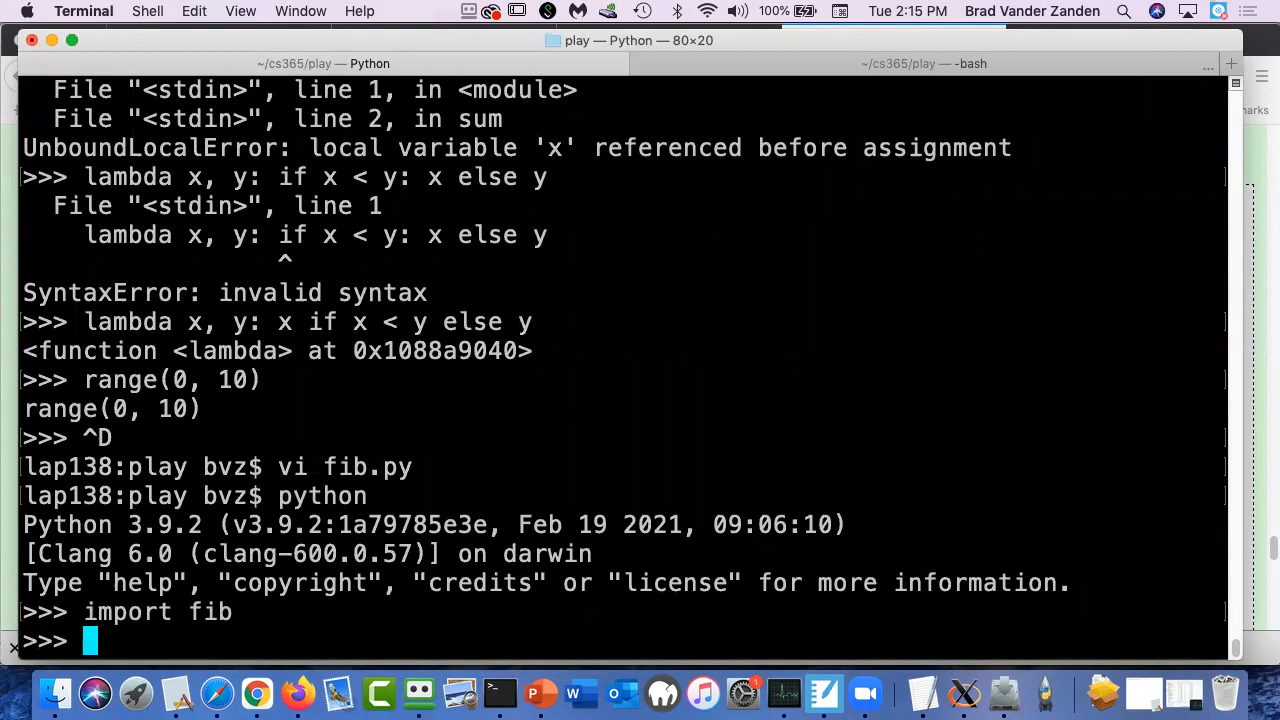 Terminal Shell Edit View Window Help 100% Tue 2:15 PM Brad Vander Zanden
play — Python — 80×20
~/cs365/play — Python ~/cs365/play — -bash
File "<stdin>", line 1, in <module>
File "<stdin>", line 2, in sum
UnboundLocalError: local variable 'x' referenced before assignment
>>> lambda x, y: if x < y: x else y
File "<stdin>", line 1
lambda x, y: if x < y: x else y
^
SyntaxError: invalid syntax
>>> lambda x, y: x if x < y else y
<function <lambda> at 0x1088a9040>
>>> range(0, 10)
range(0, 10)
>>> ^D
lap138:play bvz$ vi fib.py
lap138:play bvz$ python
Python 3.9.2 (v3.9.2:1a79785e3e, Feb 19 2021, 09:06:10)
[Clang 6.0 (clang-600.0.57)] on darwin
Type "help", "copyright", "credits" or "license" for more information.
>>> import fib
>>>